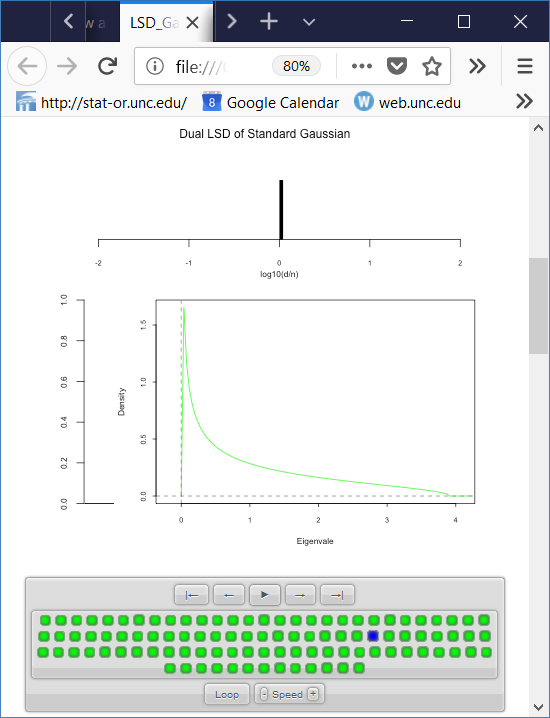 w a
LSD_Ga
file:///
80%
http://stat-or.unc.edu/
8 Google Calendar
W web.unc.edu
Dual LSD of Standard Gaussian
-2 -1 0 1 2
log10(d/n)
1.0
0.8
0.6
0.4
0.2
0.0
Density
1.5
1.0
0.5
0.0
0 1 2 3 4
Eigenvale
Loop - Speed +